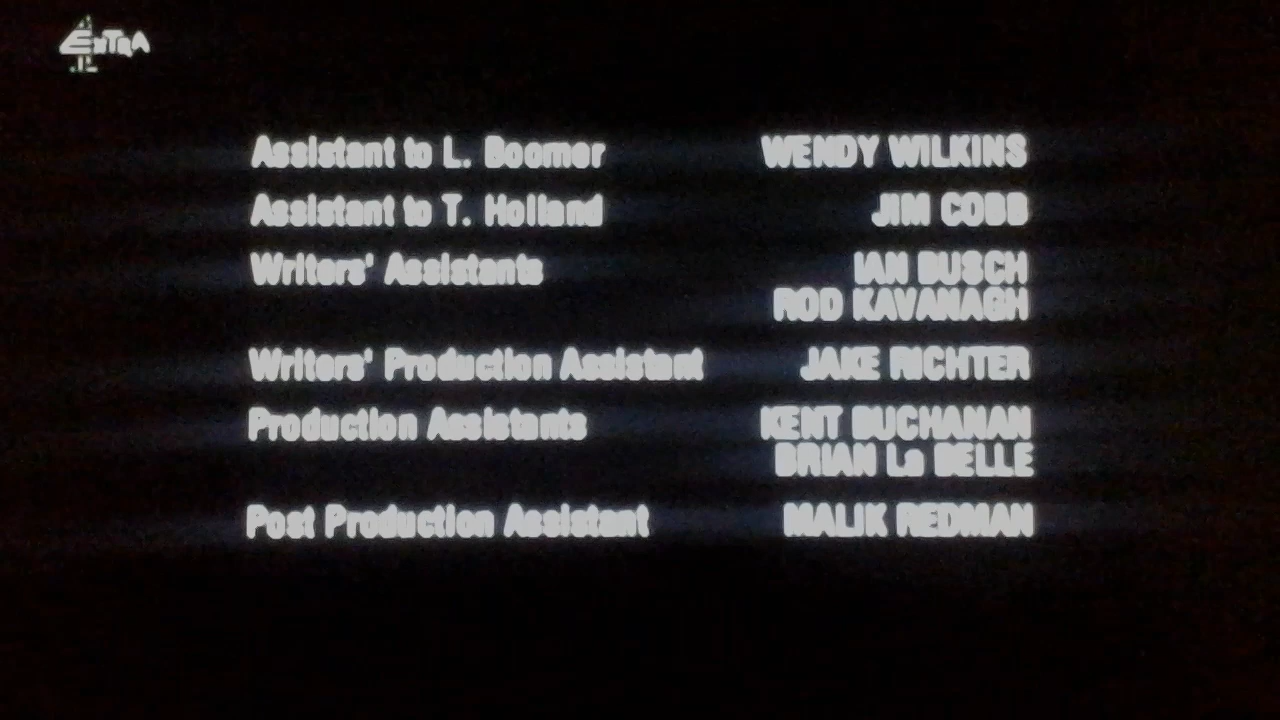 4 EXTRA
Assistant to L. Boomer WENDY WILKINS
Assistant to T. Holland JIM COBB
Writers' Assistants IAN BUSCH
ROD KAVANAGH
Writers' Production Assistant JAKE RICHTER
Production Assistants KENT BUCHANAN
BRIAN La BELLE
Post Production Assistant MALIK REDMAN